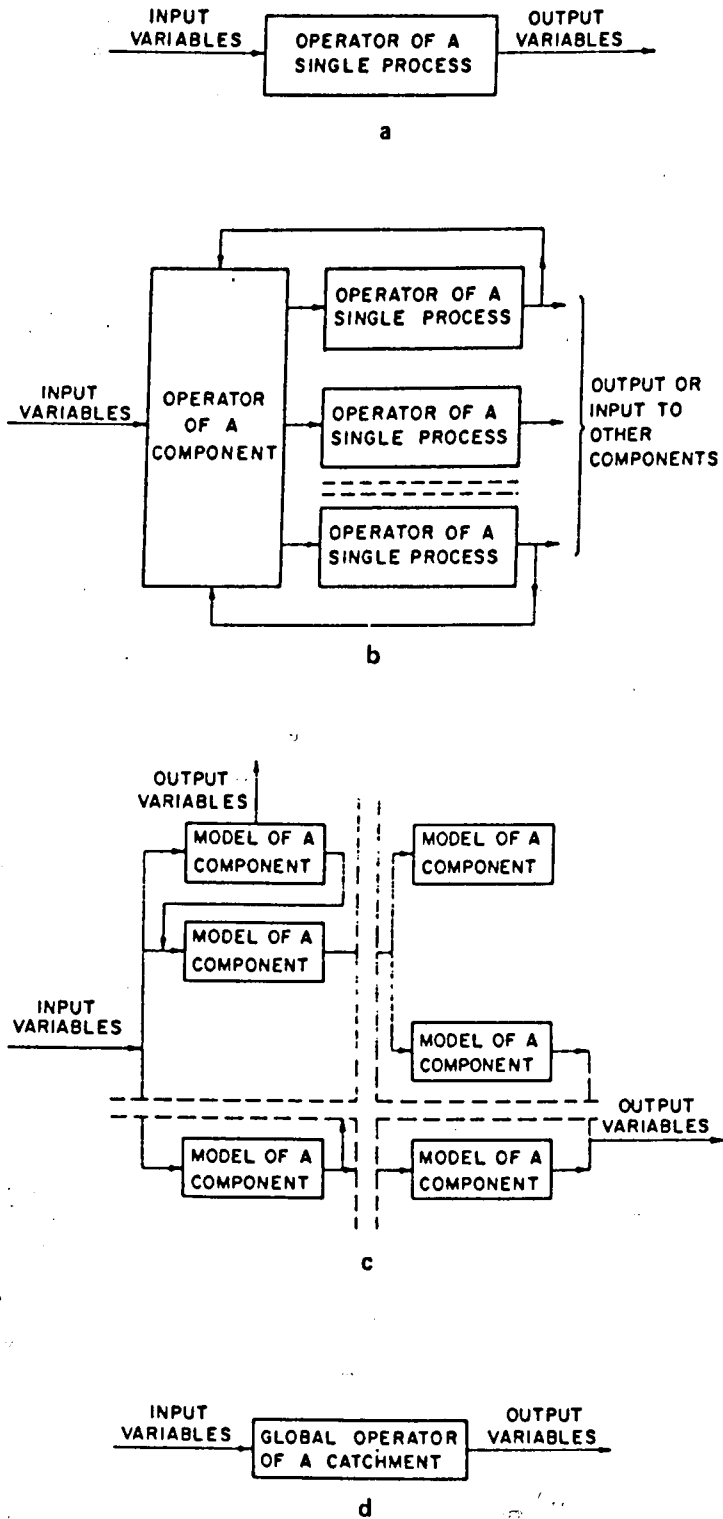 INPUT
VARIABLES
OPERATOR OF A
SINGLE PROCESS
OUTPUT
VARIABLES
a
INPUT
VARIABLES
OPERATOR
OF A
COMPONENT
OPERATOR OF A
SINGLE PROCESS
OPERATOR OF A
SINGLE PROCESS
OPERATOR OF A
SINGLE PROCESS
OUTPUT OR
INPUT TO
OTHER
COMPONENTS
b
OUTPUT
VARIABLES
MODEL OF A
COMPONENT
MODEL OF A
COMPONENT
MODEL OF A
COMPONENT
INPUT
VARIABLES
MODEL OF A
COMPONENT
MODEL OF A
COMPONENT
MODEL OF A
COMPONENT
OUTPUT
VARIABLES
c
INPUT
VARIABLES
GLOBAL OPERATOR
OF A CATCHMENT
OUTPUT
VARIABLES
d